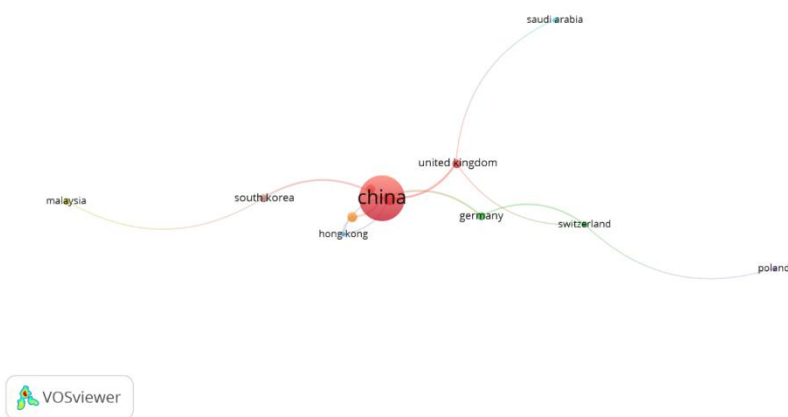 saudi arabia
united kingdom
malaysia
south korea
china
germany
switzerland
hong kong
poland
VOSviewer